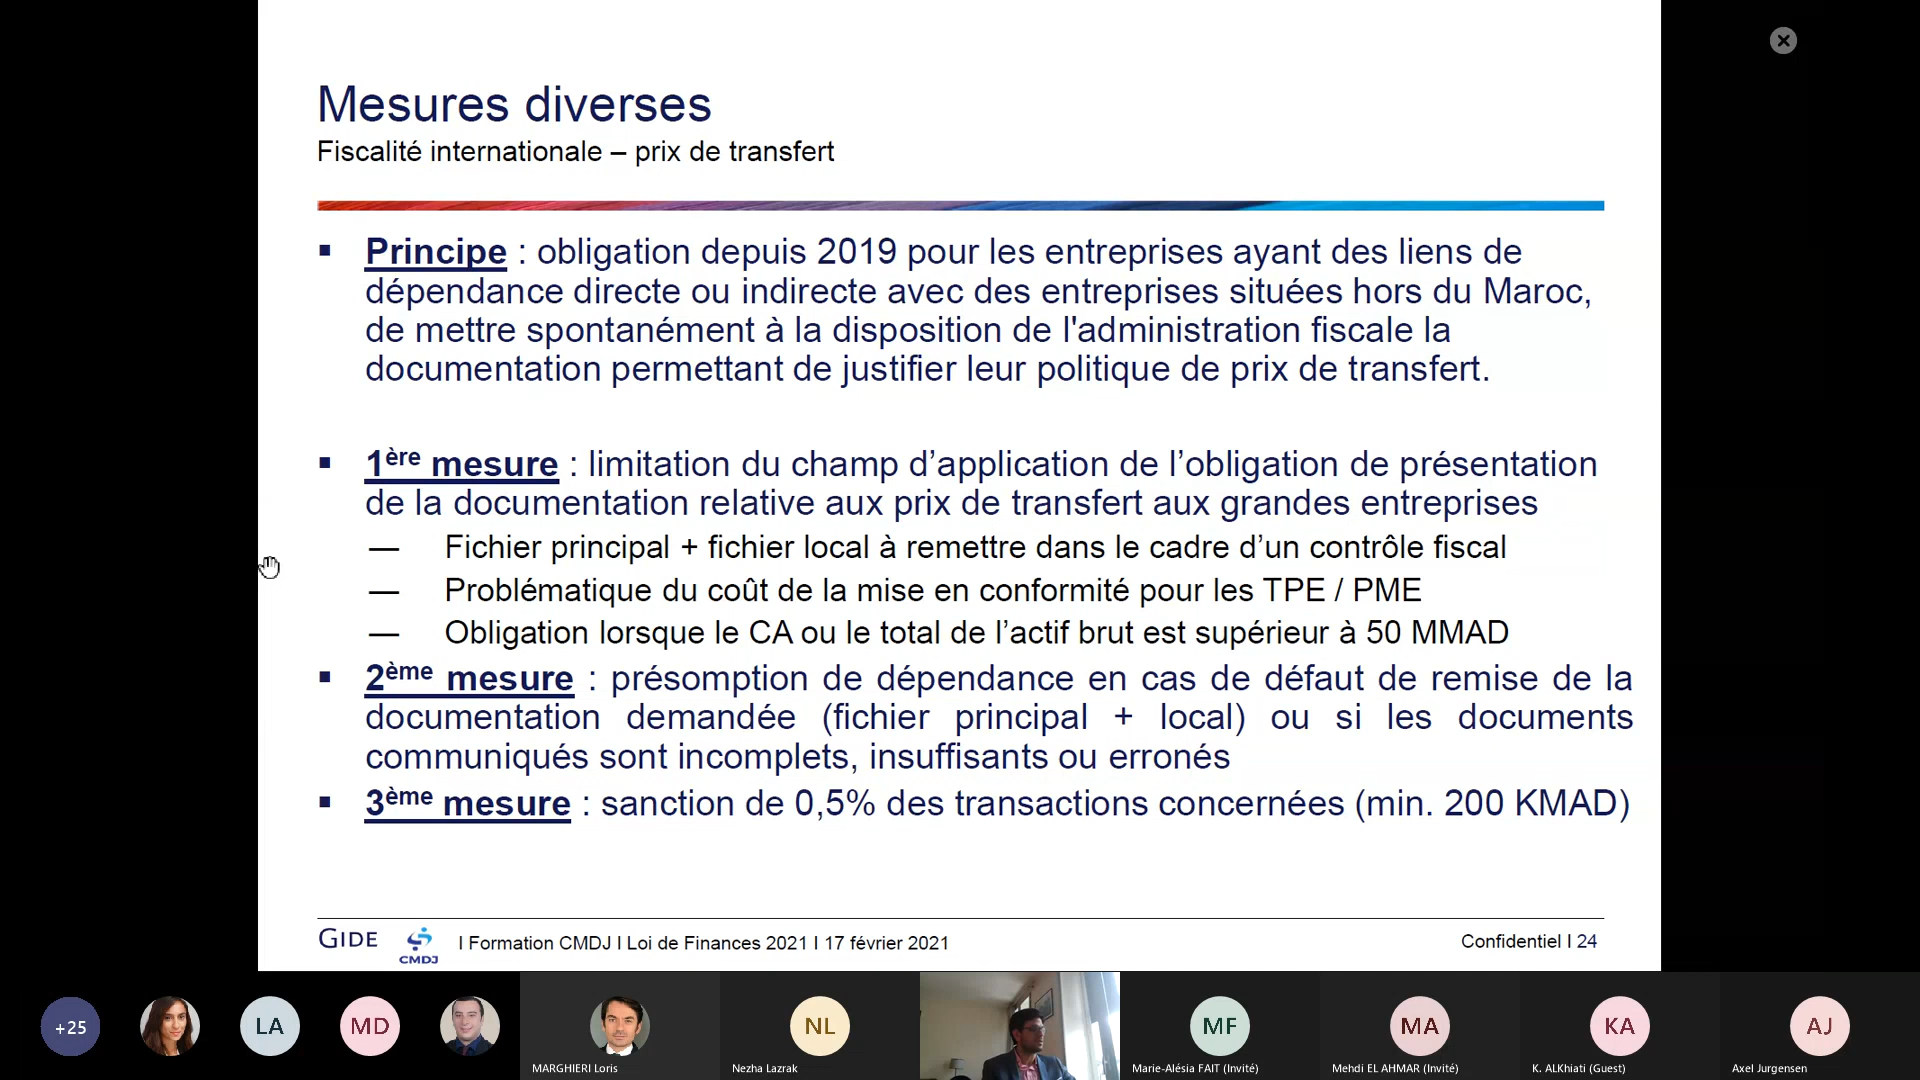 Mesures diverses
Fiscalité internationale – prix de transfert
▪ Principe : obligation depuis 2019 pour les entreprises ayant des liens de
dépendance directe ou indirecte avec des entreprises situées hors du Maroc,
de mettre spontanément à la disposition de l'administration fiscale la
documentation permettant de justifier leur politique de prix de transfert.
▪ 1ère mesure : limitation du champ d’application de l’obligation de présentation
de la documentation relative aux prix de transfert aux grandes entreprises
— Fichier principal + fichier local à remettre dans le cadre d’un contrôle fiscal
— Problématique du coût de la mise en conformité pour les TPE / PME
— Obligation lorsque le CA ou le total de l’actif brut est supérieur à 50 MMAD
▪ 2ème mesure : présomption de dépendance en cas de défaut de remise de la
documentation demandée (fichier principal + local) ou si les documents
communiqués sont incomplets, insuffisants ou erronés
▪ 3ème mesure : sanction de 0,5% des transactions concernées (min. 200 KMAD)
GIDE CMDJ I Formation CMDJ I Loi de Finances 2021 I 17 février 2021 Confidentiel I 24
+25 LA MD NL MF MA KA AJ
MARGHIERI Loris Nezha Lazrak Marie-Alésia FAIT (Invité) Mehdi EL AHMAR (Invité) K. ALKhiati (Guest) Axel Jurgensen